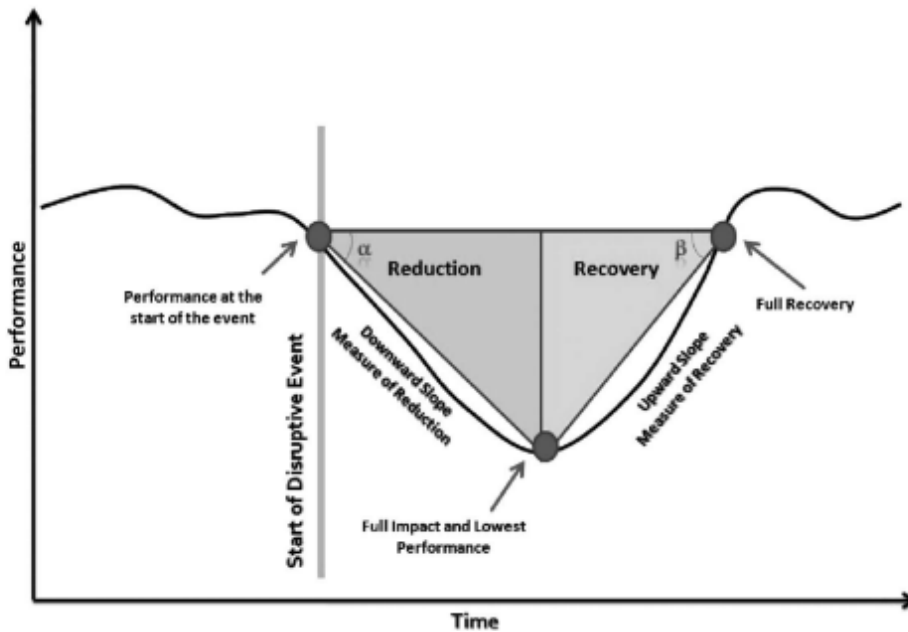 Performance
α
Reduction
Recovery
β
Performance at the
start of the event
Full Recovery
Downward Slope
Measure of Reduction
Upward Slope
Measure of Recovery
Start of Disruptive Event
Full Impact and Lowest
Performance
Time